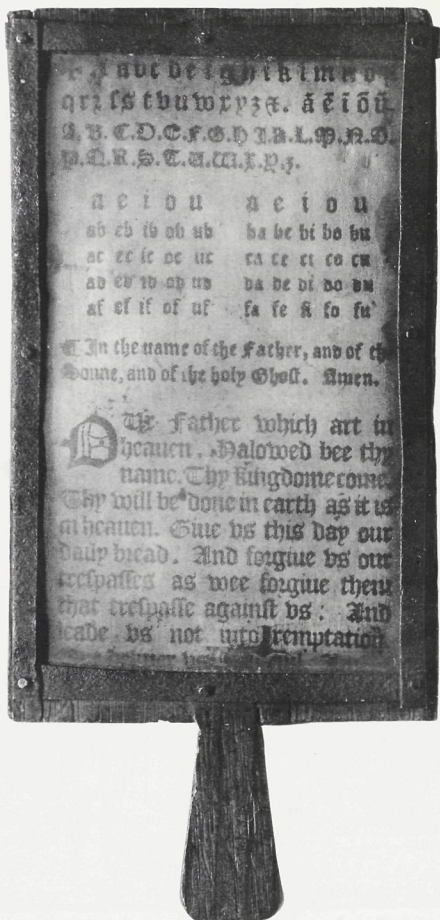 a b c d e f g h i k l m n o
q r ꝛ ſ s t v u w x p y z &. á é í ó ú
A. B. C. D. E. F. G. H. I. K. L. M. N. O.
P. Q. R. S. T. U. W. X. Y. z.
a e i o u a e i o u
ab eb ib ob ub ba be bi bo bu
ac ec ic oc uc ca ce ci co cu
ad ed id od ud da de di do du
af ef if of uf fa fe fi fo fu
¶ In the name of the Father, and of the
Sonne, and of the holy Ghoſt. Amen.
OUr Father which art in
heauen. Halowed bee thy
name. Thy kingdome come.
Thy will be done in earth as it is
in heauen. Giue vs this day our
daily bread. And forgiue vs our
treſpaſſes as wee forgiue them
that treſpaſſe againſt vs: And
leade vs not into temptation